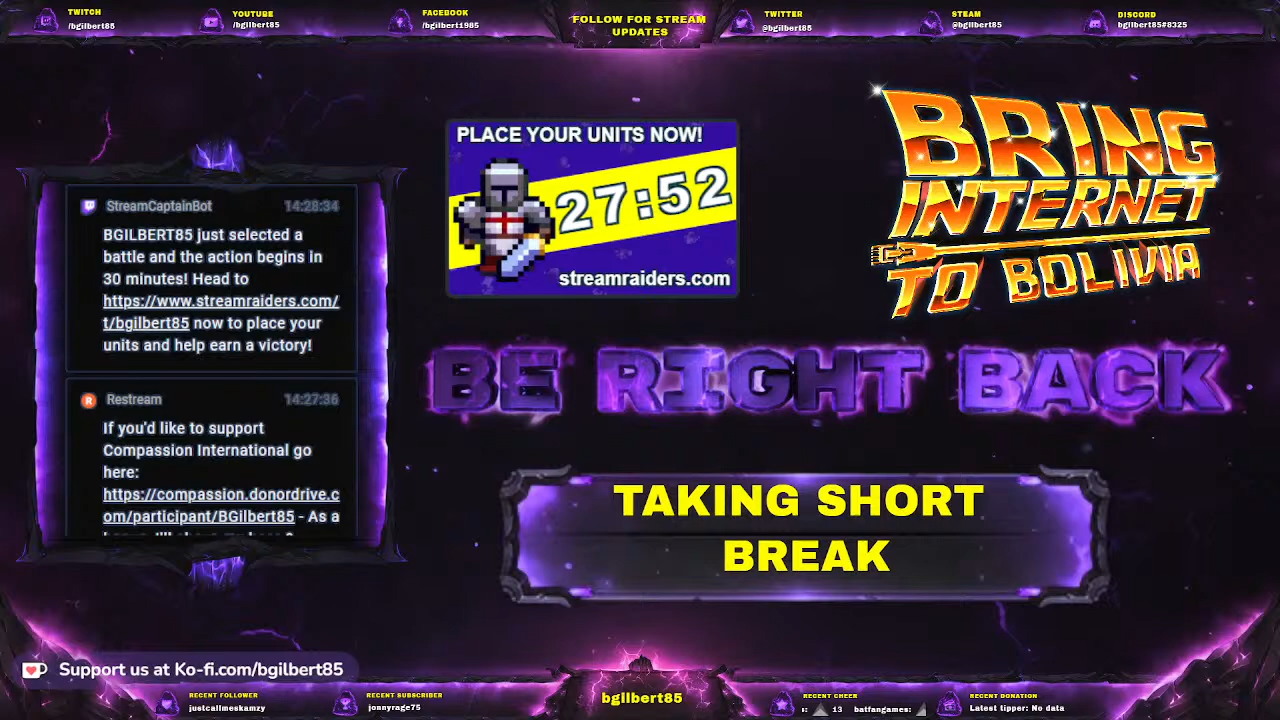 TWITCH
/bgilbert85
YOUTUBE
/bgilbert85
FACEBOOK
/bgilbert1985
FOLLOW FOR STREAM
UPDATES
TWITTER
@bgilbert85
STEAM
@bgilbert85
DISCORD
bgilbert85#8325
StreamCaptainBot 14:28:34
BGILBERT85 just selected a
battle and the action begins in
30 minutes! Head to
https://www.streamraiders.com/
t/bgilbert85 now to place your
units and help earn a victory!
Restream 14:27:36
If you'd like to support
Compassion International go
here:
https://compassion.donordrive.c
om/participant/BGilbert85 - As a
PLACE YOUR UNITS NOW!
27:52
streamraiders.com
BRING
INTERNET
TO BOLIVIA
BE RIGHT BACK
TAKING SHORT
BREAK
Support us at Ko-fi.com/bgilbert85
RECENT FOLLOWER
justcallmeskamzy
RECENT SUBSCRIBER
jonnyrage75
bgilbert85
RECENT CHEER
13 batfangames:
RECENT DONATION
Latest tipper: No data